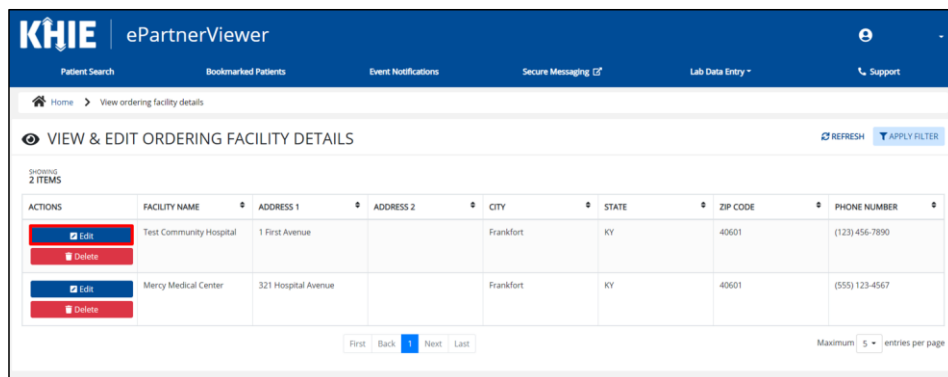 KHIE ePartnerViewer
Patient Search Bookmarked Patients Event Notifications Secure Messaging Lab Data Entry Support
Home View ordering facility details
VIEW & EDIT ORDERING FACILITY DETAILS REFRESH APPLY FILTER
SHOWING
2 ITEMS
ACTIONS FACILITY NAME ADDRESS 1 ADDRESS 2 CITY STATE ZIP CODE PHONE NUMBER
Edit Test Community Hospital 1 First Avenue Frankfort KY 40601 (123) 456-7890
Delete
Edit Mercy Medical Center 321 Hospital Avenue Frankfort KY 40601 (555) 123-4567
Delete
First Back 1 Next Last Maximum 5 entries per page